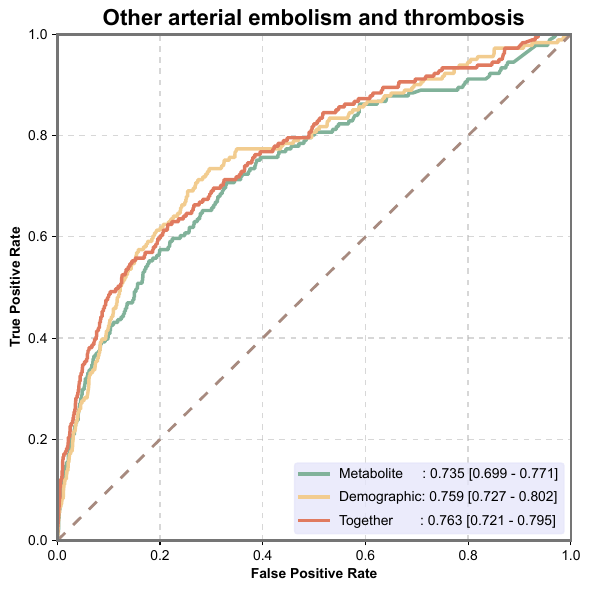 Other arterial embolism and thrombosis
1.0
0.8
0.6
0.4
0.2
0.0
True Positive Rate
Metabolite : 0.735 [0.699 - 0.771]
Demographic: 0.759 [0.727 - 0.802]
Together : 0.763 [0.721 - 0.795]
0.0 0.2 0.4 0.6 0.8 1.0
False Positive Rate